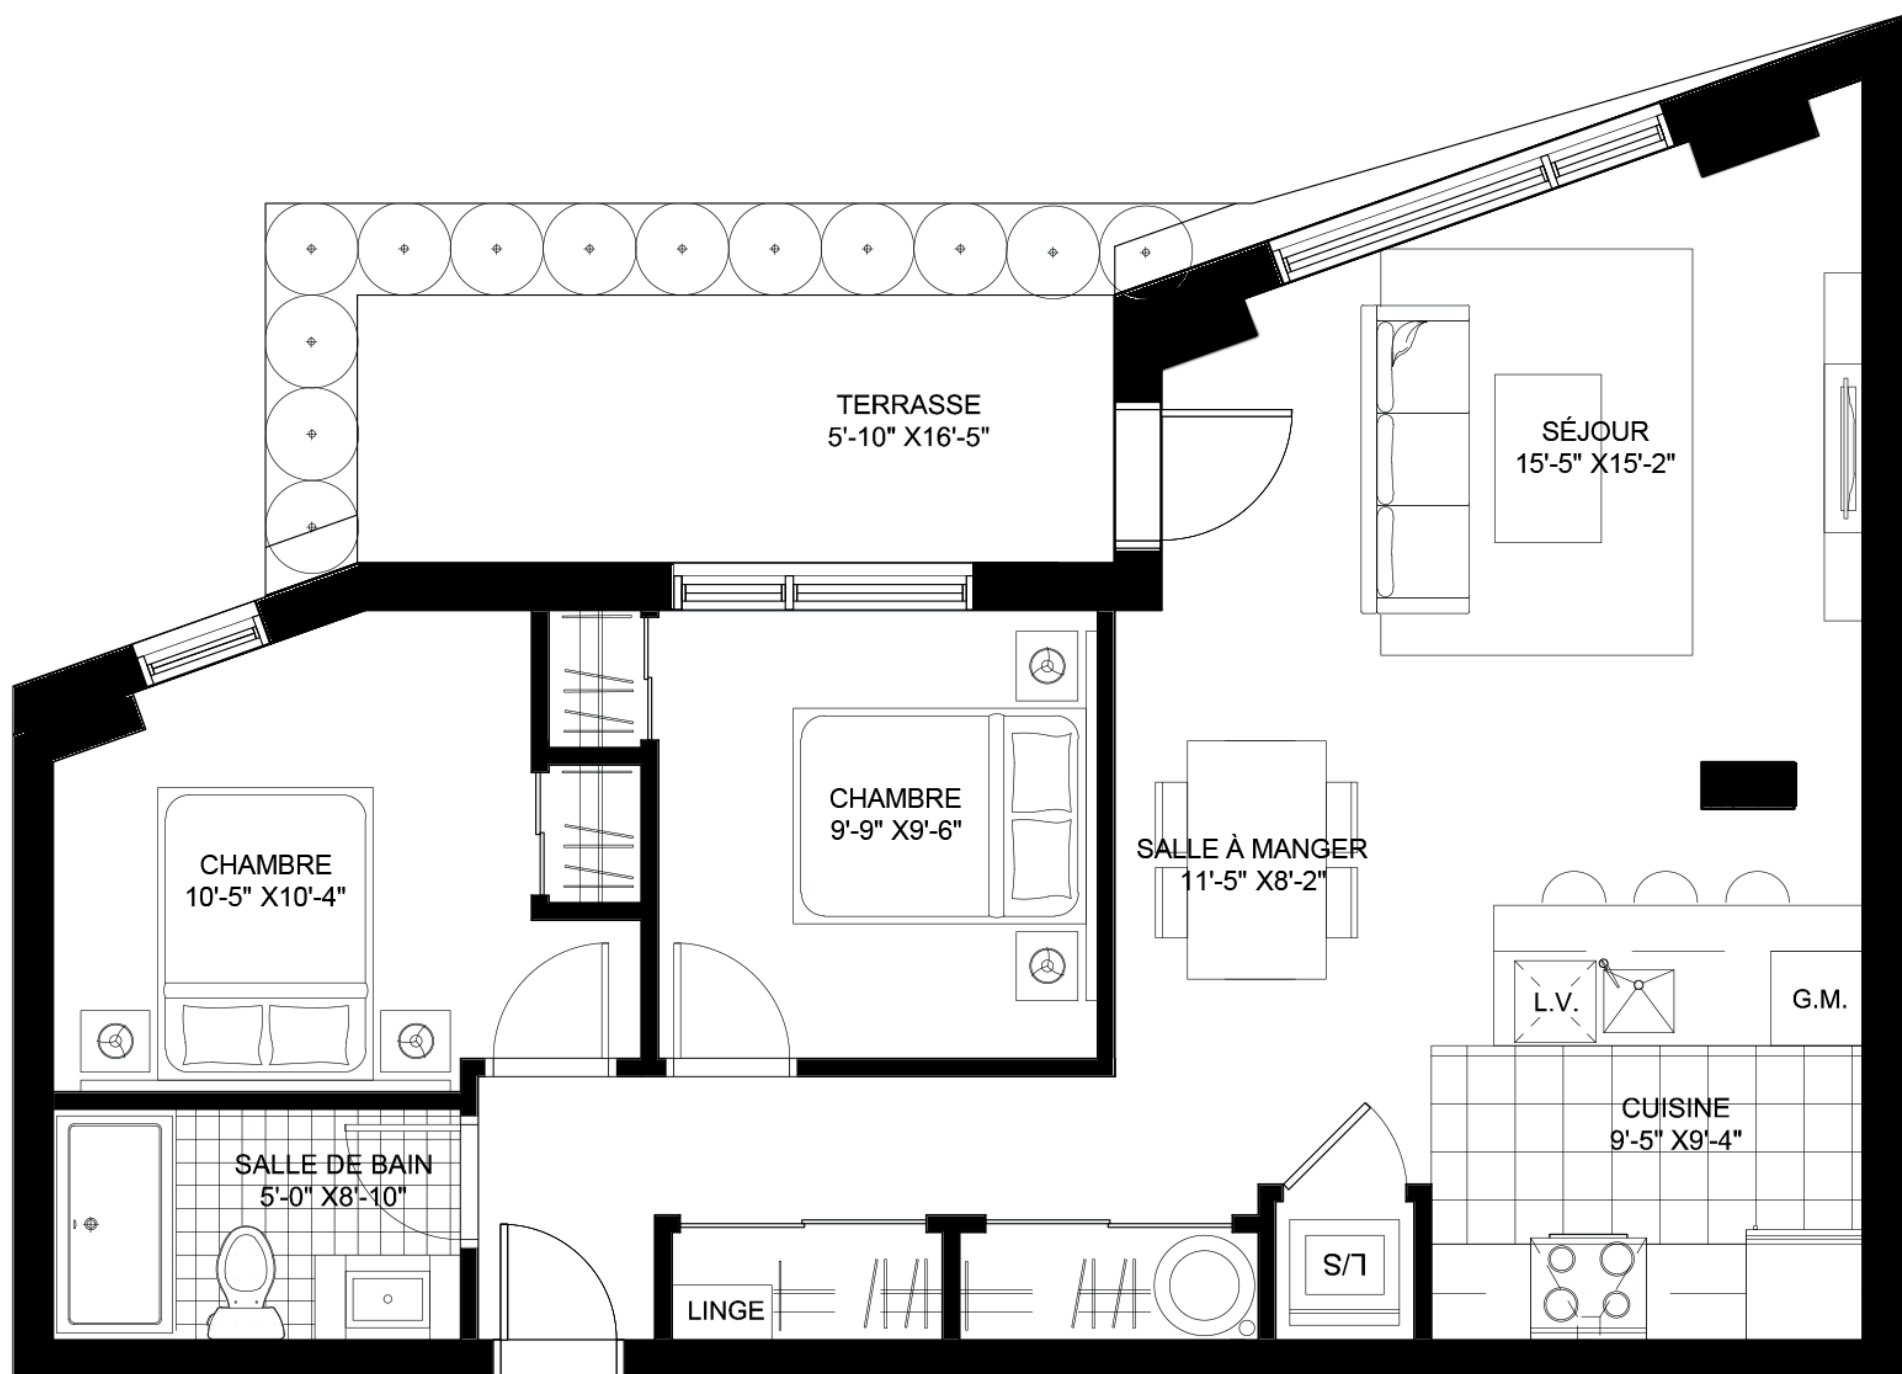 TERRASSE
5'-10" X16'-5"
SÉJOUR
15'-5" X15'-2"
CHAMBRE
9'-9" X9'-6"
SALLE À MANGER
11'-5" X8'-2"
CHAMBRE
10'-5" X10'-4"
L.V.
G.M.
CUISINE
9'-5" X9'-4"
SALLE DE BAIN
5'-0" X8'-10"
L/S
LINGE